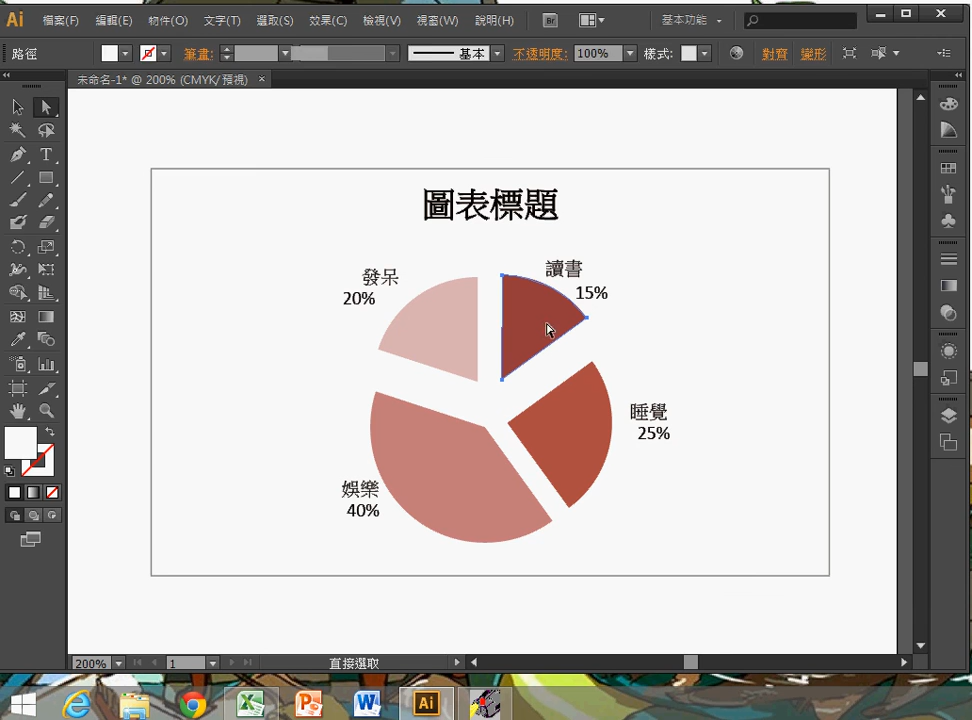 Ai 檔案(F) 編輯(E) 物件(O) 文字(T) 選取(S) 效果(C) 檢視(V) 視窗(W) 說明(H) Br 基本功能
路徑 筆畫: 基本 不透明度: 100% 樣式: 對齊 變形
未命名-1* @ 200% (CMYK/預視) ×
圖表標題
讀書
15%
發呆
20%
睡覺
25%
娛樂
40%
200% 1 直接選取
Ai